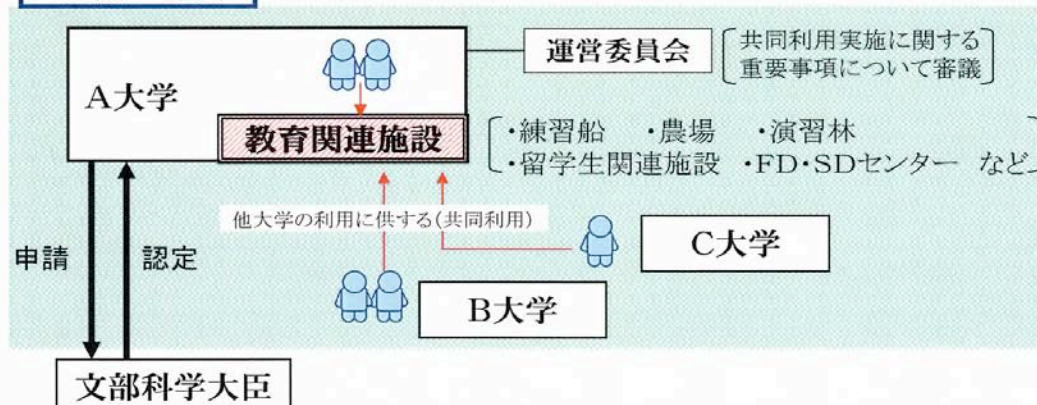 運営委員会
共同利用実施に関する
重要事項について審議
A大学
教育関連施設
・練習船 ・農場 ・演習林
・留学生関連施設 ・FD・SDセンター など
他大学の利用に供する(共同利用)
申請
認定
C大学
B大学
文部科学大臣